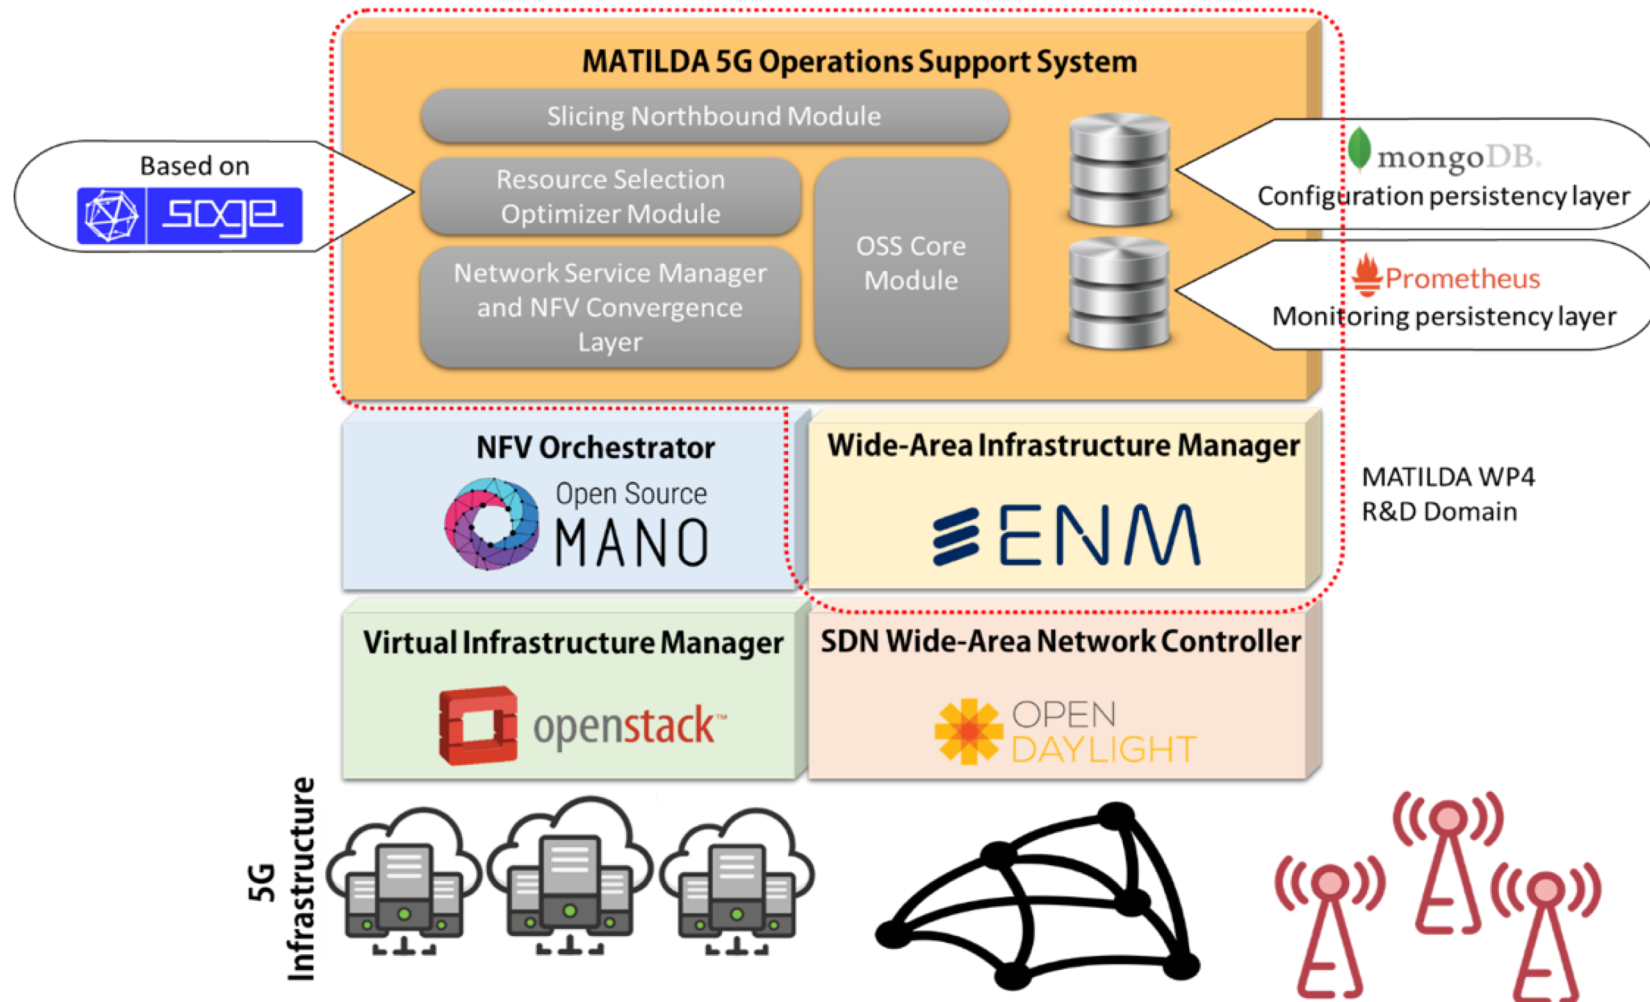 MATILDA 5G Operations Support System
Slicing Northbound Module
Based on
Resource Selection
Optimizer Module
Network Service Manager
and NFV Convergence
Layer
OSS Core
Module
mongoDB.
Configuration persistency layer
Prometheus
Monitoring persistency layer
NFV Orchestrator
Open Source
MANO
Wide-Area Infrastructure Manager
ENM
MATILDA WP4
R&D Domain
Virtual Infrastructure Manager
openstack™
SDN Wide-Area Network Controller
OPEN
DAYLIGHT
5G
Infrastructure